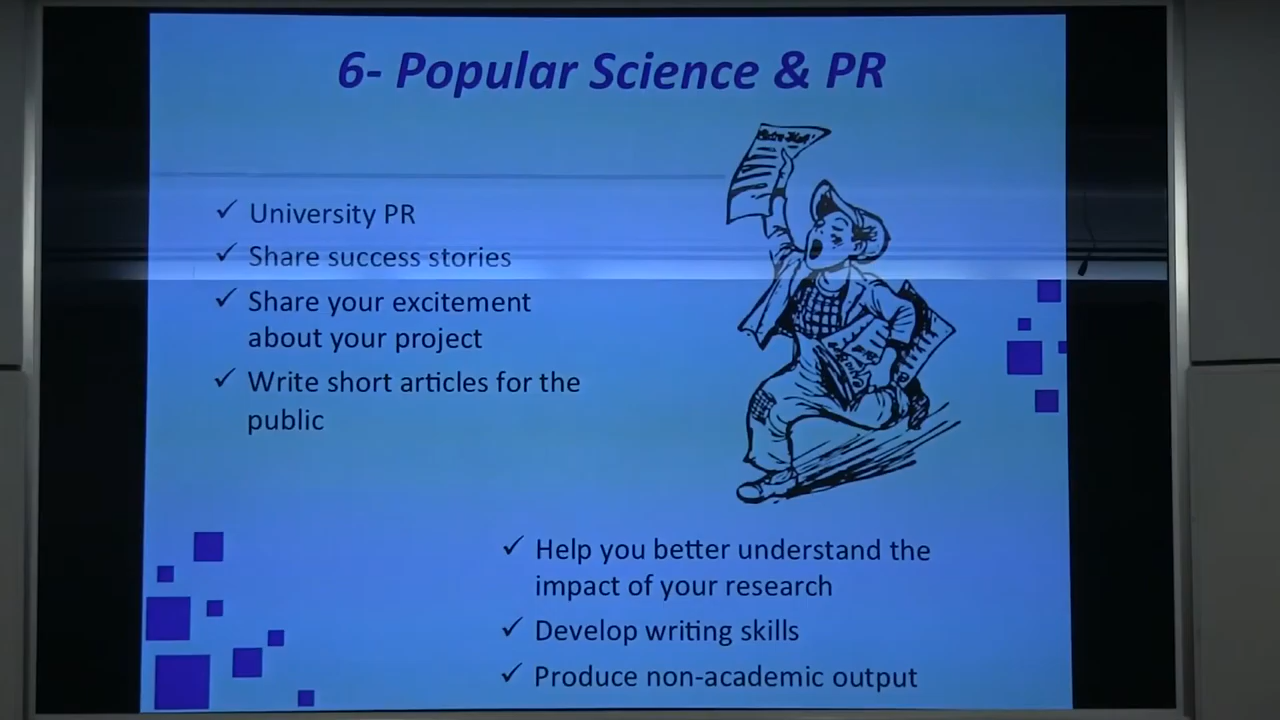 6- Popular Science & PR
✓ University PR
✓ Share success stories
✓ Share your excitement
about your project
✓ Write short articles for the
public
✓ Help you better understand the
impact of your research
✓ Develop writing skills
✓ Produce non-academic output